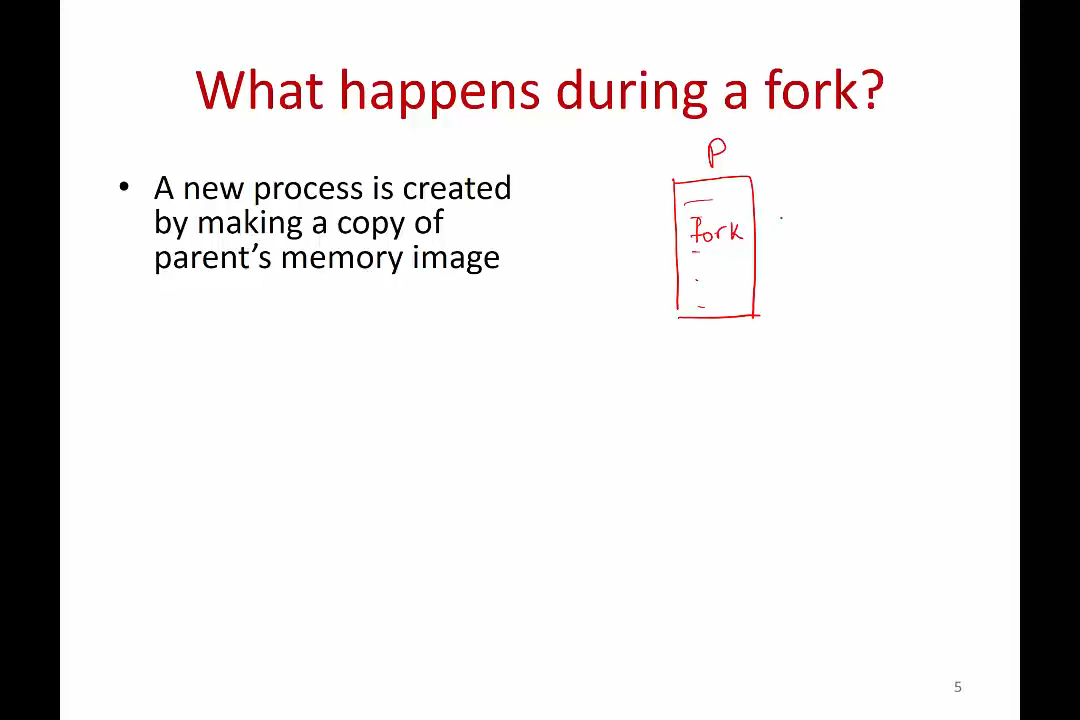 What happens during a fork?
• A new process is created
by making a copy of
parent’s memory image
P
fork
5